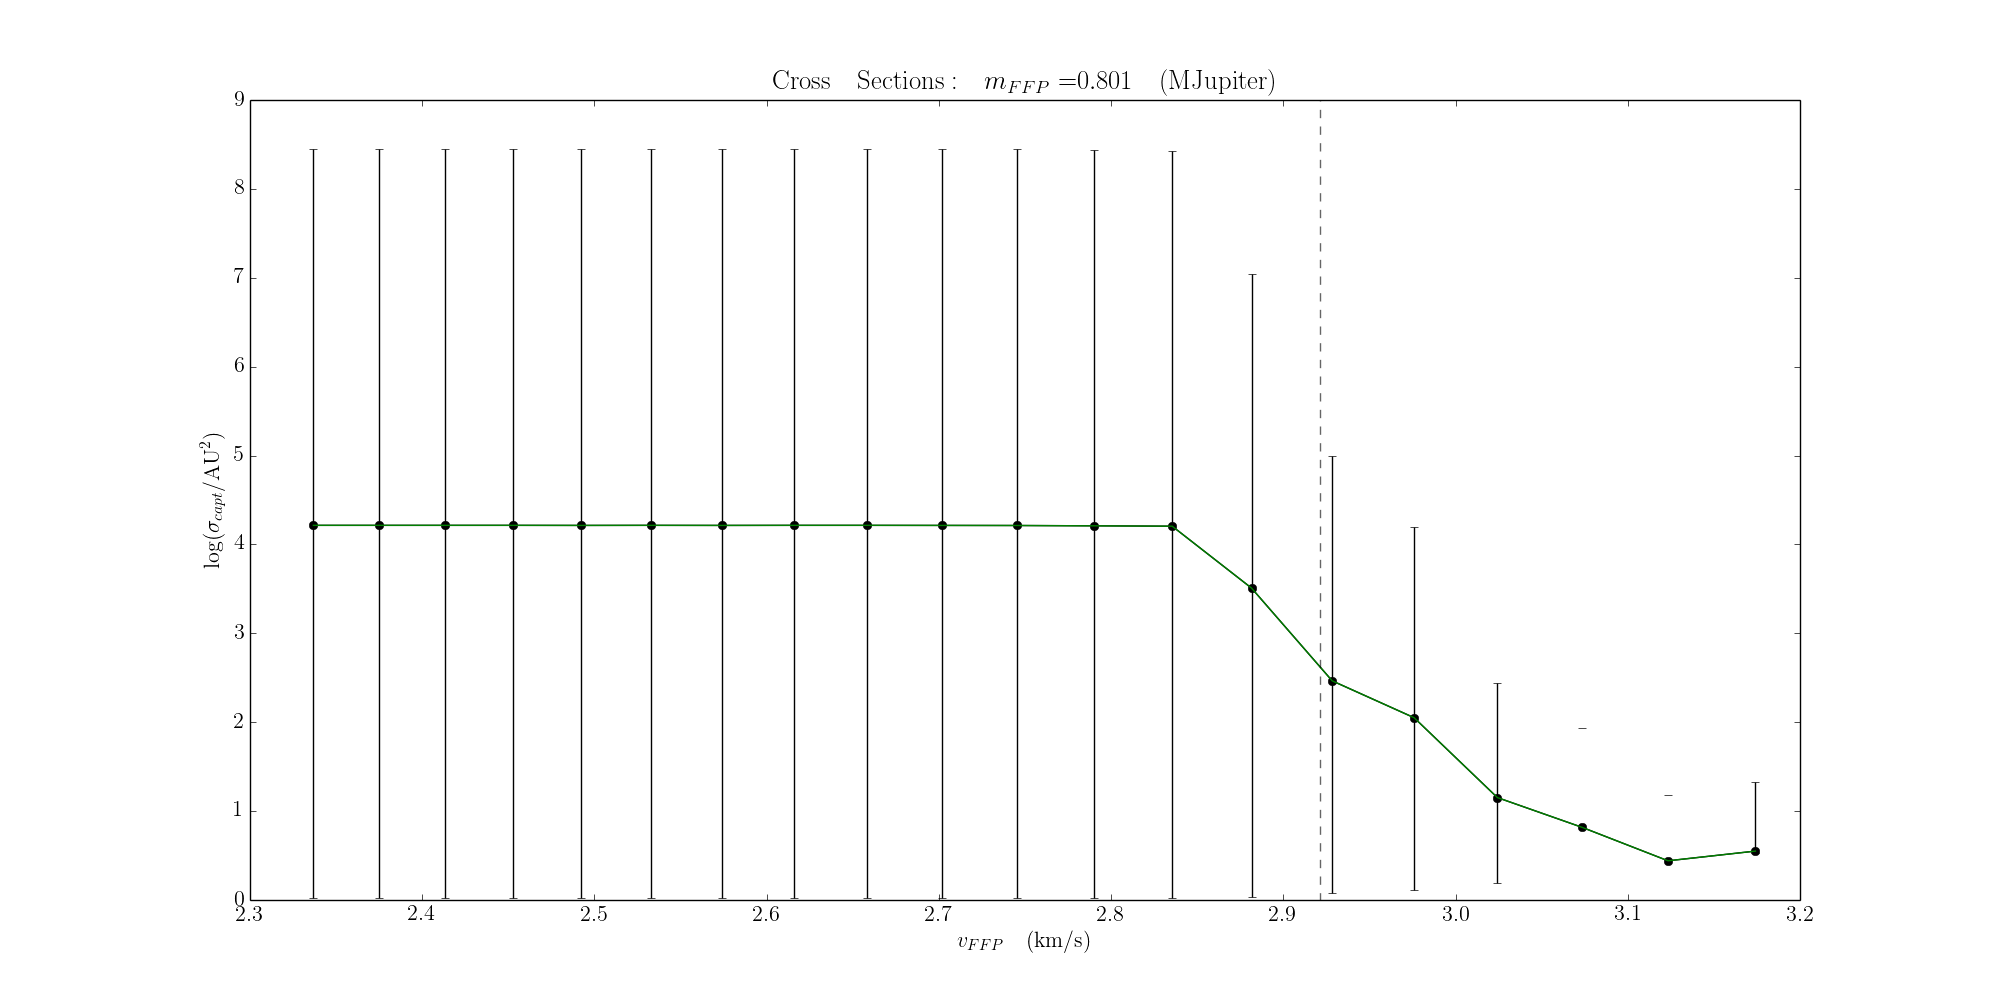 Cross Sections : m_FFP =0.801 (MJupiter)
9
8
7
6
5
4
3
2
1
0
log(σ_capt/AU²)
2.3 2.4 2.5 2.6 2.7 2.8 2.9 3.0 3.1 3.2
v_FFP (km/s)